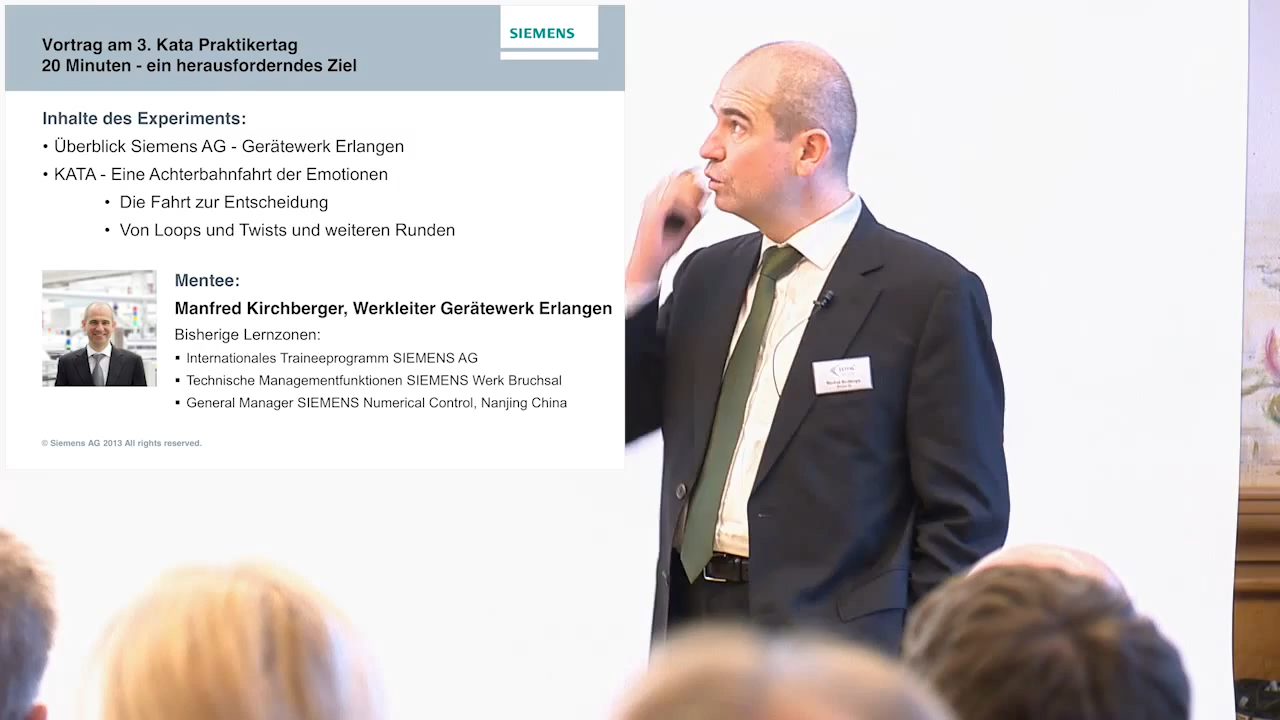 Vortrag am 3. Kata Praktikertag
20 Minuten - ein herausforderndes Ziel
SIEMENS
Inhalte des Experiments:
• Überblick Siemens AG - Gerätewerk Erlangen
• KATA - Eine Achterbahnfahrt der Emotionen
• Die Fahrt zur Entscheidung
• Von Loops und Twists und weiteren Runden
Mentee:
Manfred Kirchberger, Werkleiter Gerätewerk Erlangen
Bisherige Lernzonen:
▪ Internationales Traineeprogramm SIEMENS AG
▪ Technische Managementfunktionen SIEMENS Werk Bruchsal
▪ General Manager SIEMENS Numerical Control, Nanjing China
© Siemens AG 2013 All rights reserved.